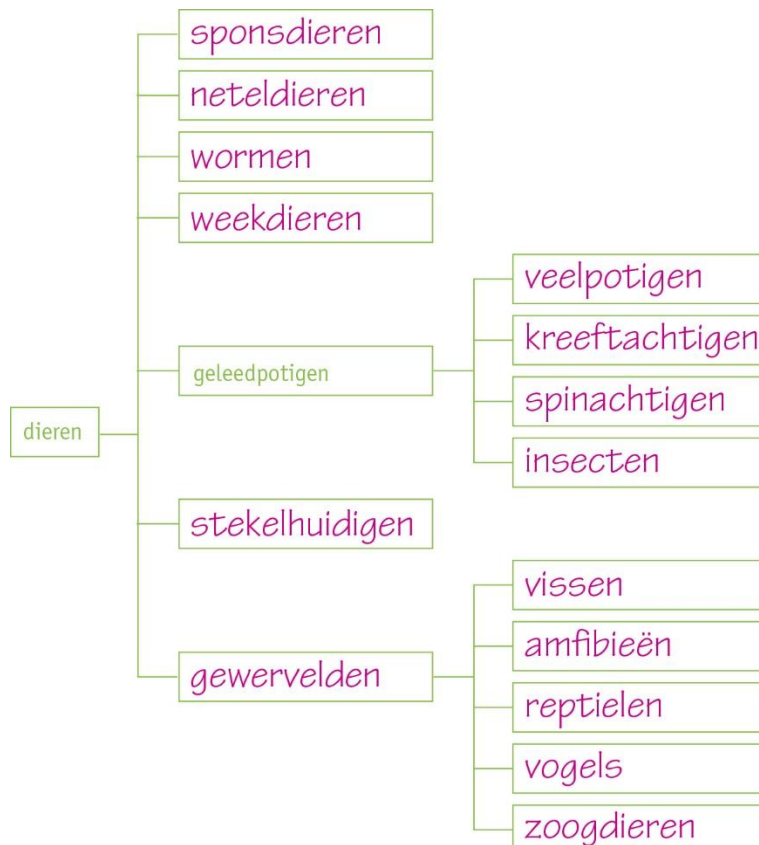 sponsdieren
neteldieren
wormen
weekdieren
geleedpotigen
veelpotigen
kreeftachtigen
spinachtigen
insecten
dieren
stekelhuidigen
gewervelden
vissen
amfibieën
reptielen
vogels
zoogdieren